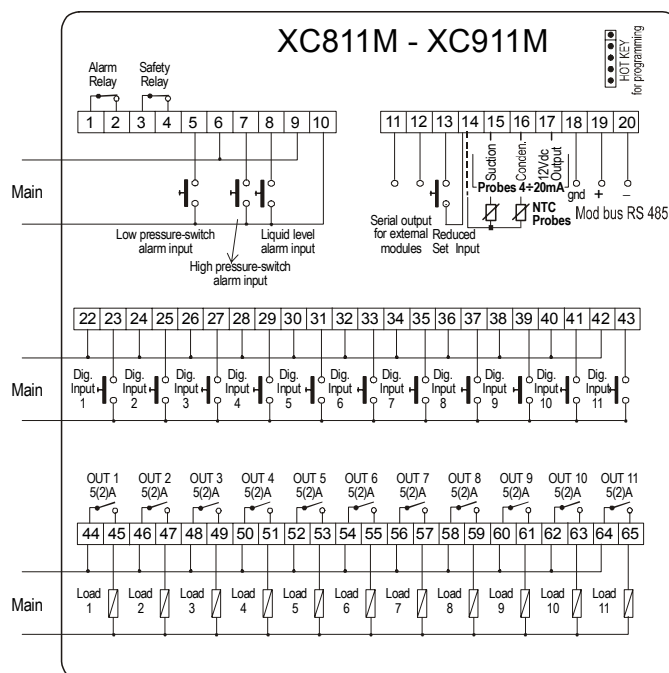 XC811M - XC911M
HOT KEY
for programming
Alarm
Relay
Safety
Relay
1 2 3 4 5 6 7 8 9 10
11 12 13 14 15 16 17 18 19 20
Suction
Conden.
12Vdc
Output
Probes 4÷20mA
NTC
Probes
gnd + −
Mod bus RS 485
Main
Low pressure-switch
alarm input
High pressure-switch
alarm input
Liquid level
alarm input
Serial output
for external
modules
Reduced
Set Input
22 23 24 25 26 27 28 29 30 31 32 33 34 35 36 37 38 39 40 41 42 43
Main
Dig.
Input
1
Dig.
Input
2
Dig.
Input
3
Dig.
Input
4
Dig.
Input
5
Dig.
Input
6
Dig.
Input
7
Dig.
Input
8
Dig.
Input
9
Dig.
Input
10
Dig.
Input
11
OUT 1
5(2)A
OUT 2
5(2)A
OUT 3
5(2)A
OUT 4
5(2)A
OUT 5
5(2)A
OUT 6
5(2)A
OUT 7
5(2)A
OUT 8
5(2)A
OUT 9
5(2)A
OUT 10
5(2)A
OUT 11
5(2)A
44 45 46 47 48 49 50 51 52 53 54 55 56 57 58 59 60 61 62 63 64 65
Main
Load
1
Load
2
Load
3
Load
4
Load
5
Load
6
Load
7
Load
8
Load
9
Load
10
Load
11